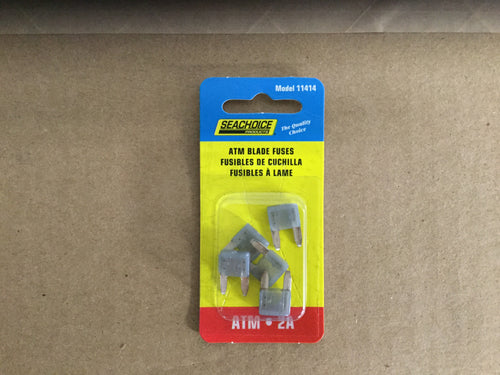 Model 11414
SEACHOICE
PRODUCTS
The Quality
Choice
ATM BLADE FUSES
FUSIBLES DE CUCHILLA
FUSIBLES À LAME
ATM • 2A